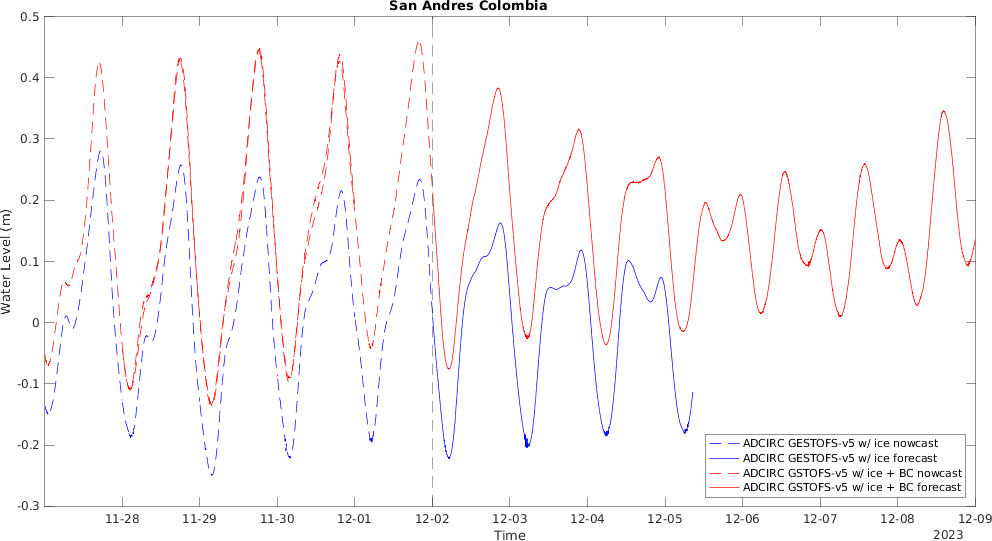 San Andres Colombia
0.5
0.4
0.3
0.2
0.1
0
-0.1
-0.2
-0.3
Water Level (m)
11-28 11-29 11-30 12-01 12-02 12-03 12-04 12-05 12-06 12-07 12-08 12-09
Time
2023
ADCIRC GESTOFS-v5 w/ ice nowcast
ADCIRC GESTOFS-v5 w/ ice forecast
ADCIRC GSTOFS-v5 w/ ice + BC nowcast
ADCIRC GSTOFS-v5 w/ ice + BC forecast